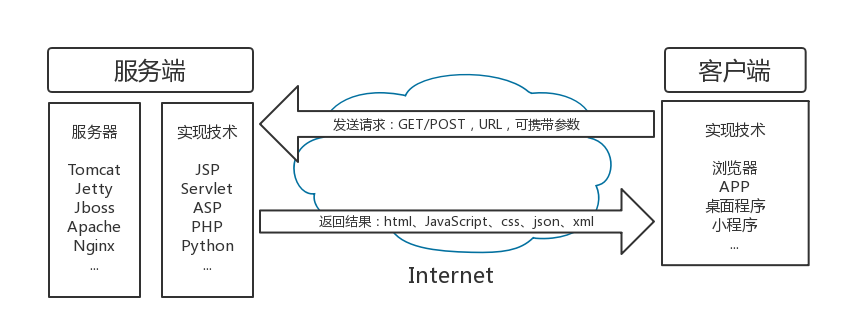 服务端
服务器
Tomcat
Jetty
Jboss
Apache
Nginx
...
实现技术
JSP
Servlet
ASP
PHP
Python
...
发送请求：GET/POST，URL，可携带参数
返回结果：html、JavaScript、css、json、xml
Internet
客户端
实现技术
浏览器
APP
桌面程序
小程序
...